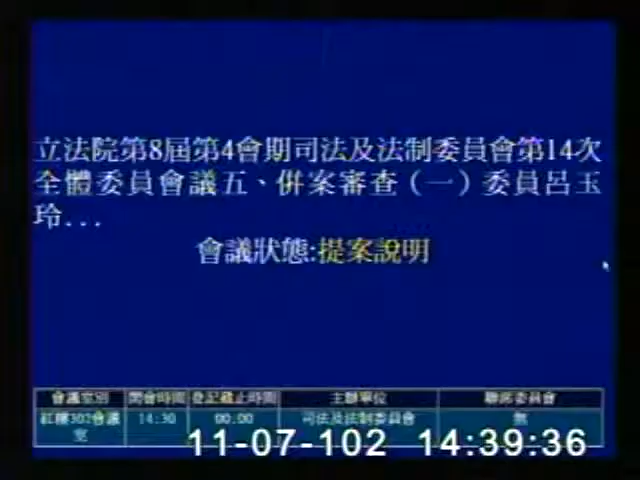 立法院第8屆第4會期司法及法制委員會第14次
全體委員會議五、併案審查(一)委員呂玉
玲...
會議狀態:提案說明
會議室別 開會時間 登記截止時間 主辦單位 聯席委員會
紅樓302會議室 14:30 00:00 司法及法制委員會 無
11-07-102 14:39:36